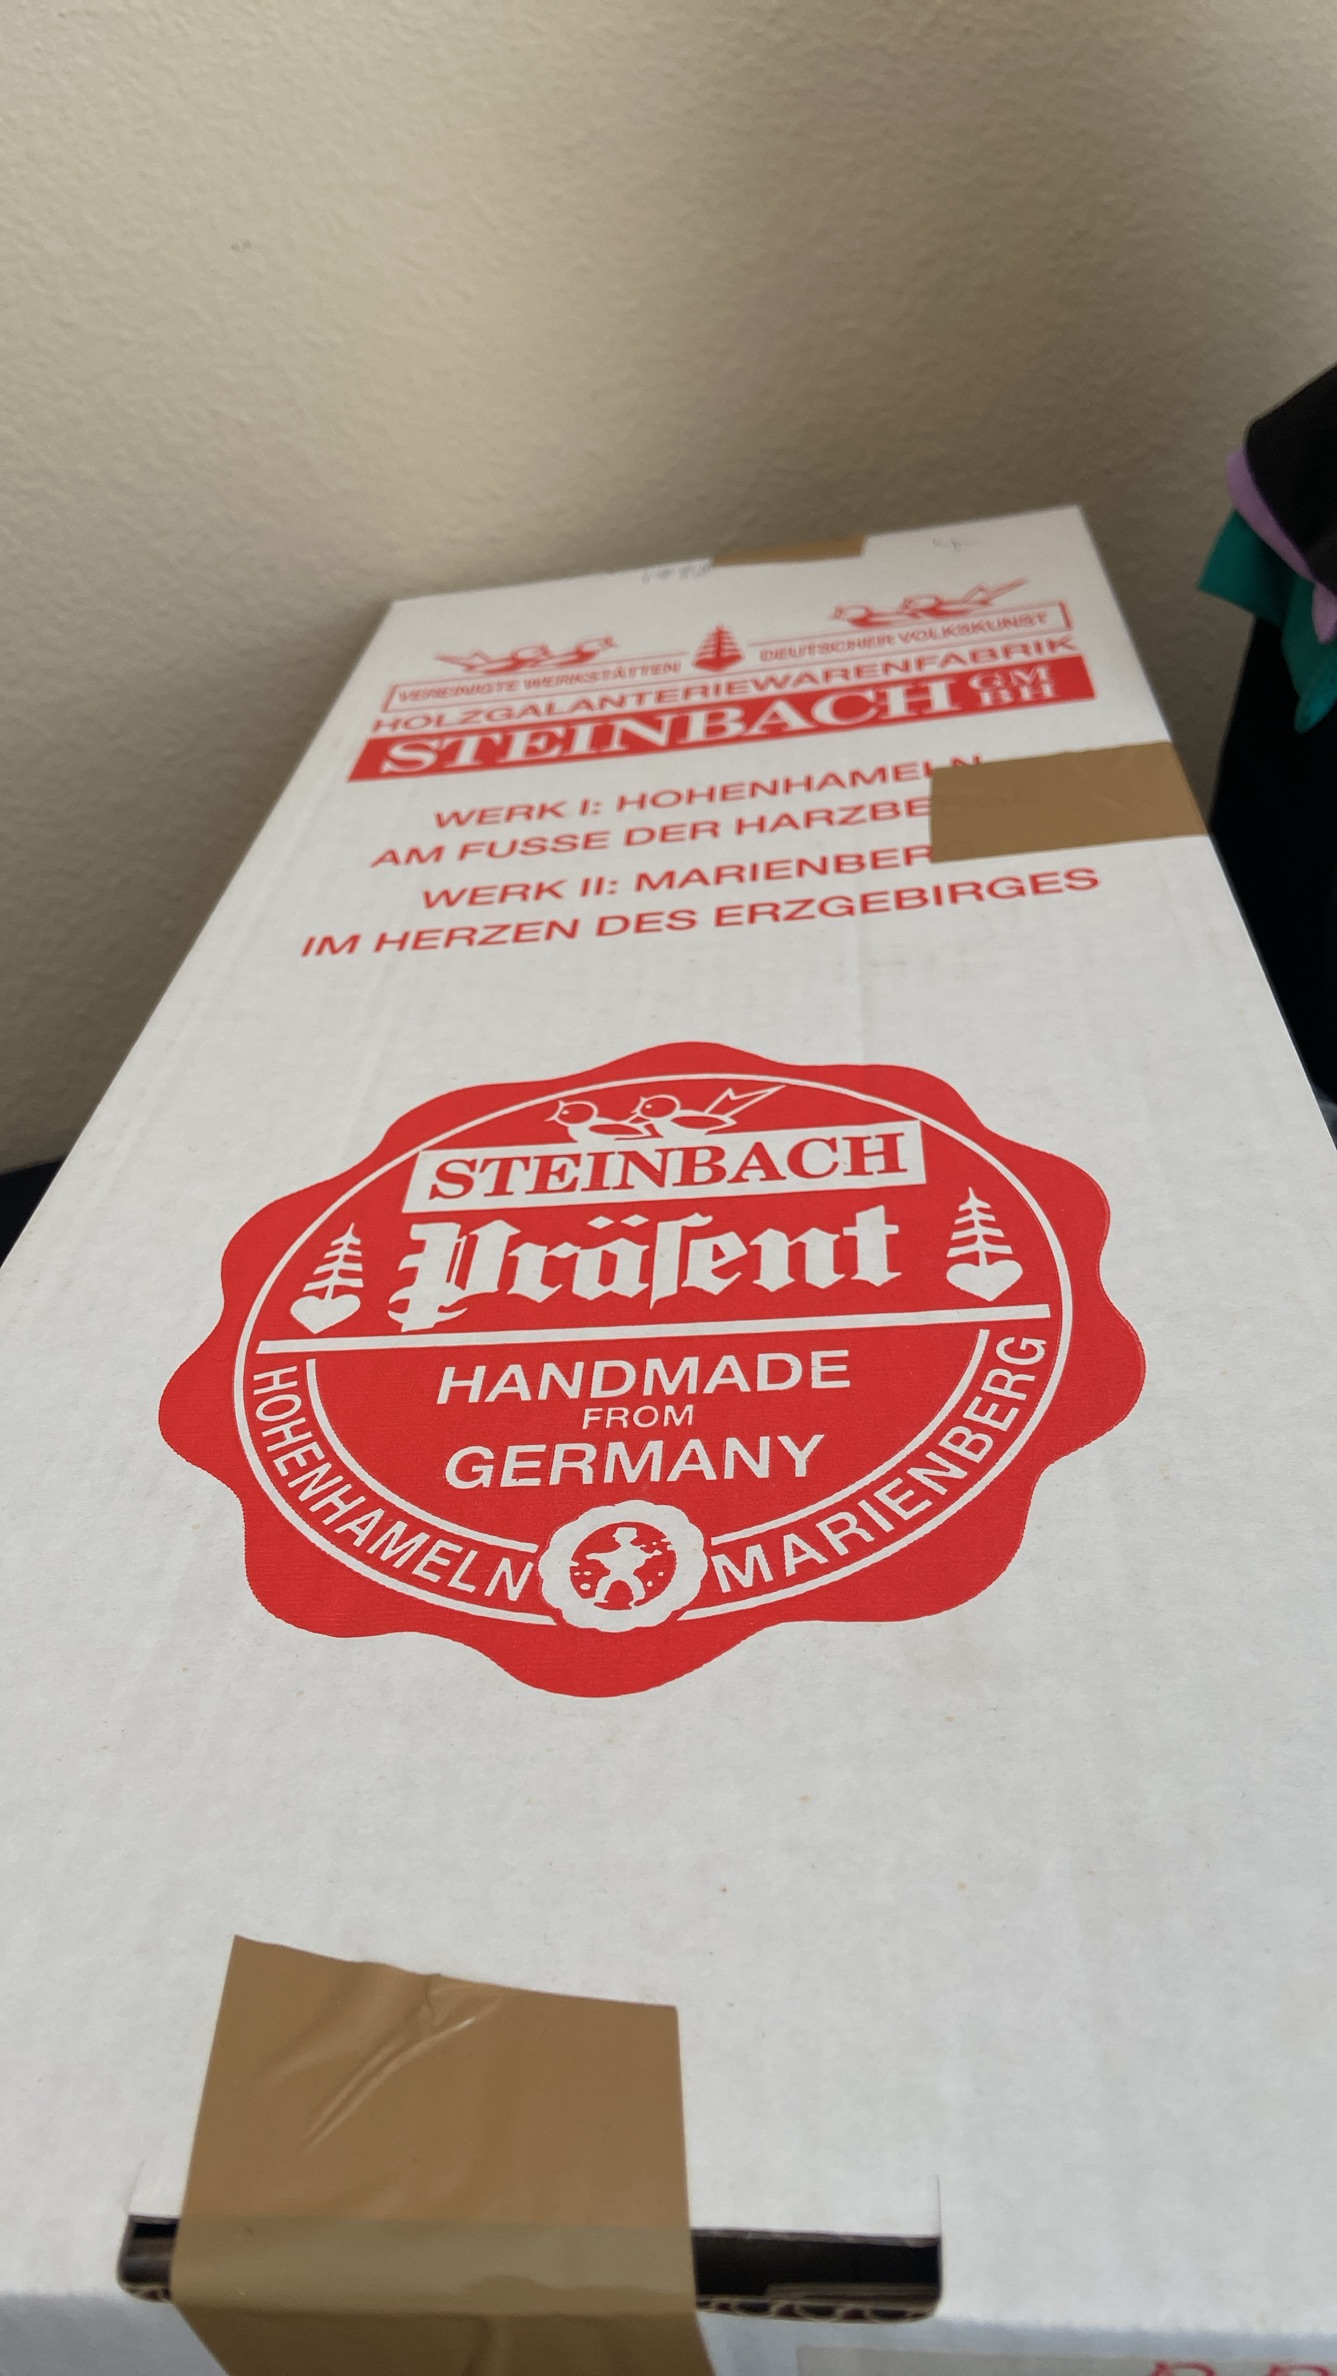 VEREINIGTE WERKSTÄTTEN DEUTSCHER VOLKSKUNST
HOLZGALANTERIEWARENFABRIK
STEINBACH GM BH
WERK I: HOHENHAMELN
AM FUSSE DER HARZBE
WERK II: MARIENBER
IM HERZEN DES ERZGEBIRGES
STEINBACH
Präsent
HANDMADE
FROM
GERMANY
HOHENHAMELN MARIENBERG